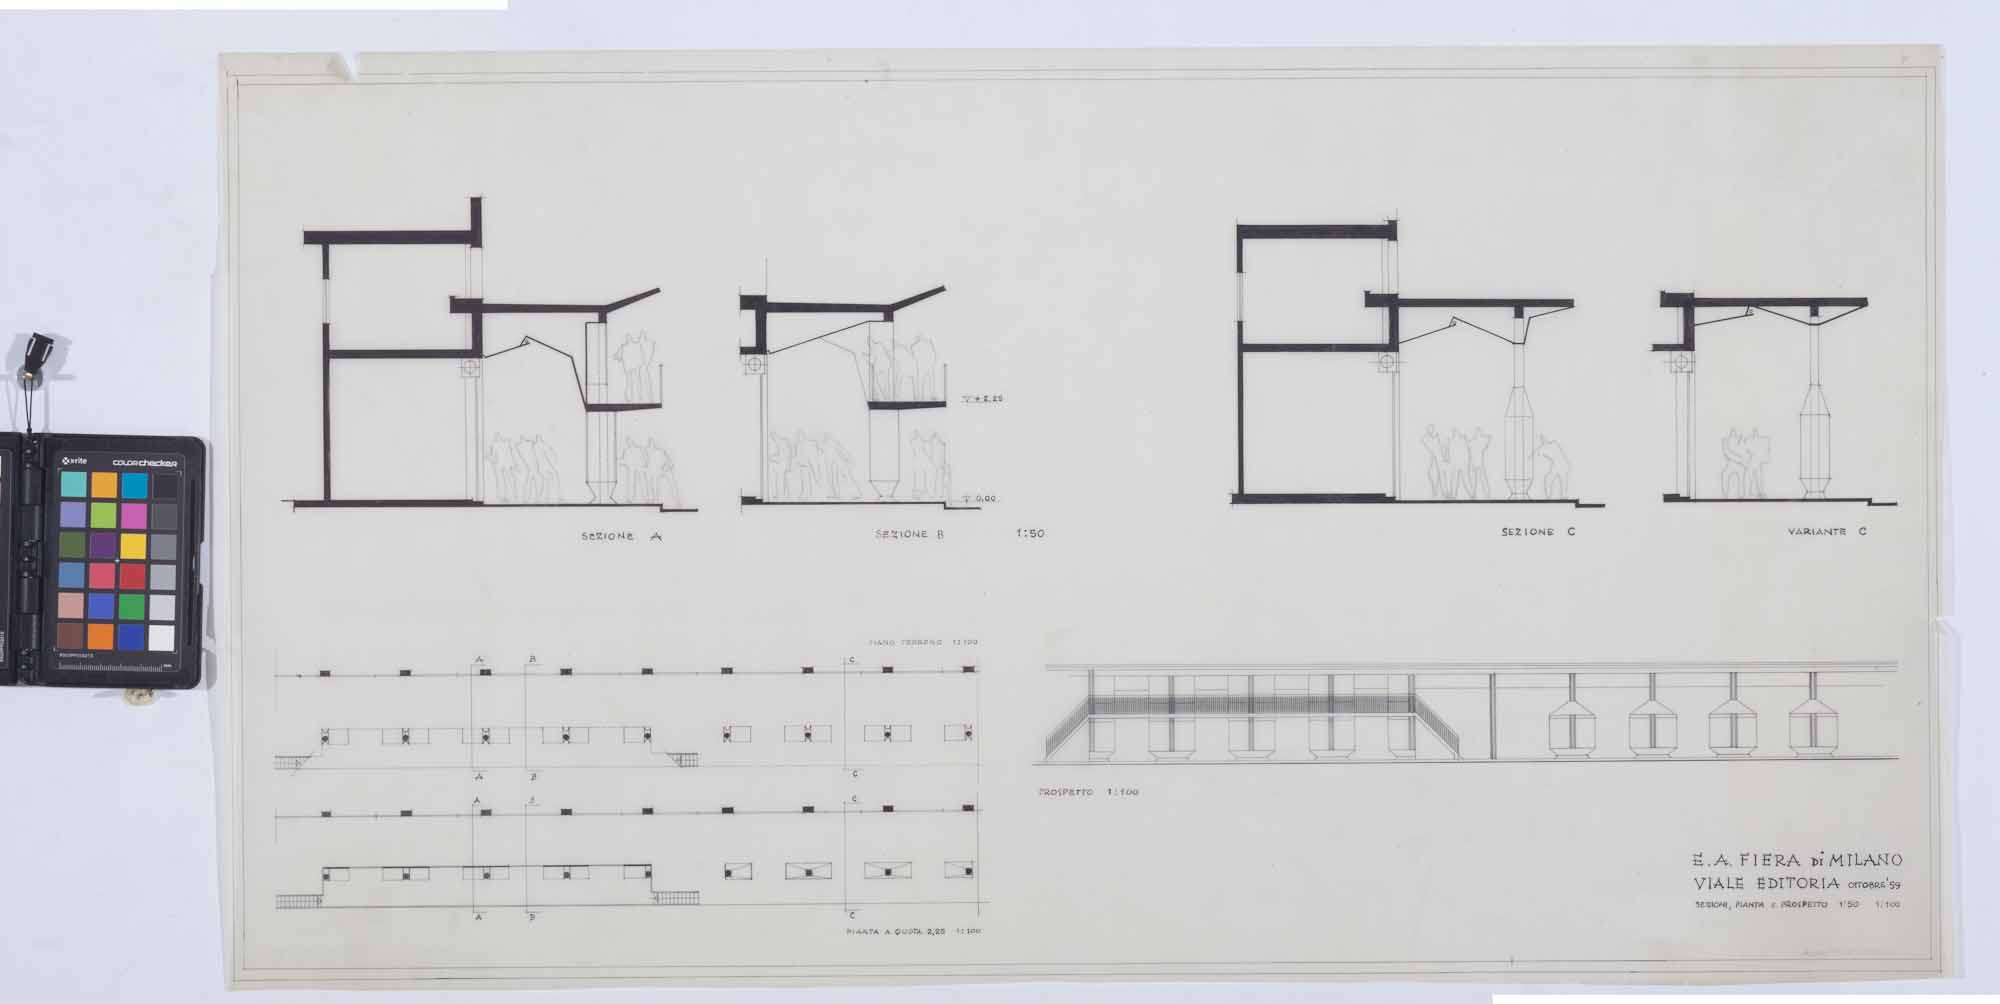 x-rite colorchecker
+2,25
0,00
SEZIONE A
SEZIONE B
1:50
SEZIONE C
VARIANTE C
PIANO TERRENO 1:100
A B C
A B C
PROSPETTO 1:100
A B C
A B C
PIANTA A QUOTA 2,25 1:100
E. A. FIERA di MILANO
VIALE EDITORIA OTTOBRE '59
SEZIONI, PIANTA E PROSPETTO 1:50 1:100